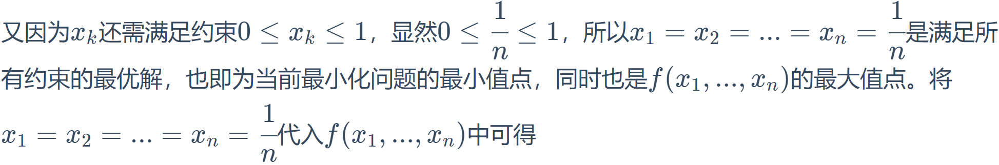 又因为$x_k$还需满足约束$0 \leq x_k \leq 1$，显然$0 \leq \frac{1}{n} \leq 1$，所以$x_1 = x_2 = ... = x_n = \frac{1}{n}$是满足所
有约束的最优解，也即为当前最小化问题的最小值点，同时也是$f(x_1, ..., x_n)$的最大值点。将
$x_1 = x_2 = ... = x_n = \frac{1}{n}$代入$f(x_1, ..., x_n)$中可得